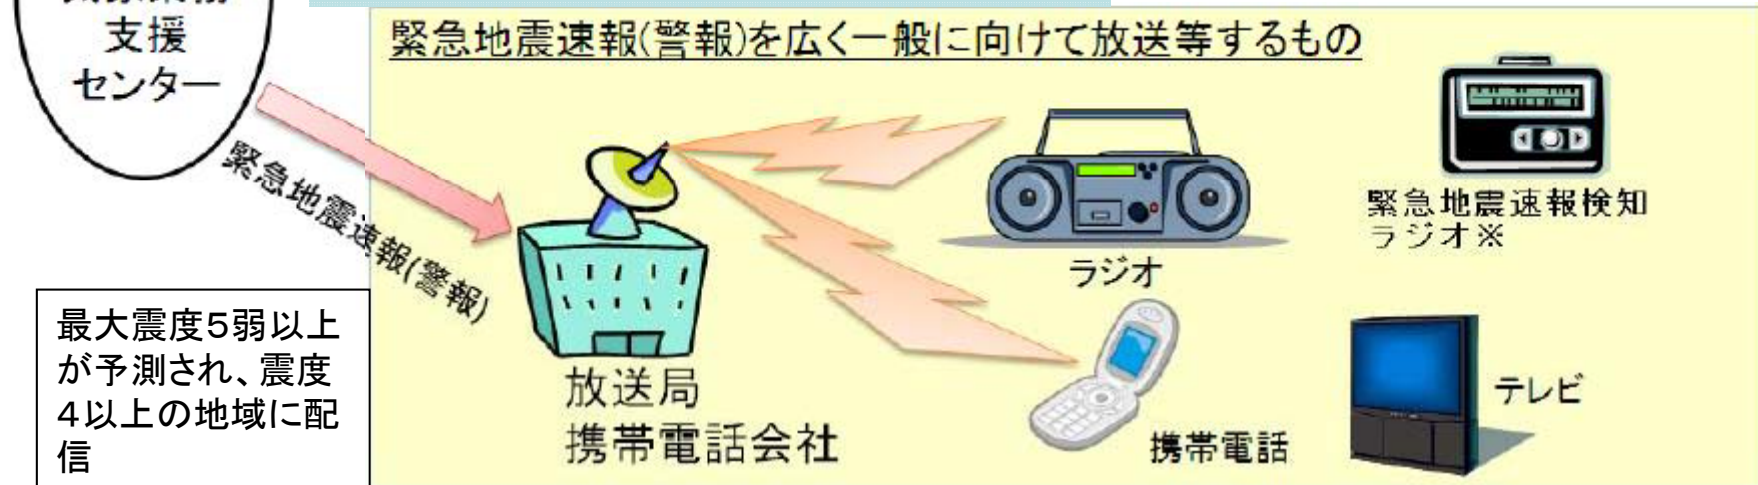 支援
センター
緊急地震速報(警報)を広く一般に向けて放送等するもの
緊急地震速報(警報)
緊急地震速報検知
ラジオ※
ラジオ
最大震度5弱以上
が予測され、震度
4以上の地域に配
信
放送局
携帯電話会社
携帯電話
テレビ